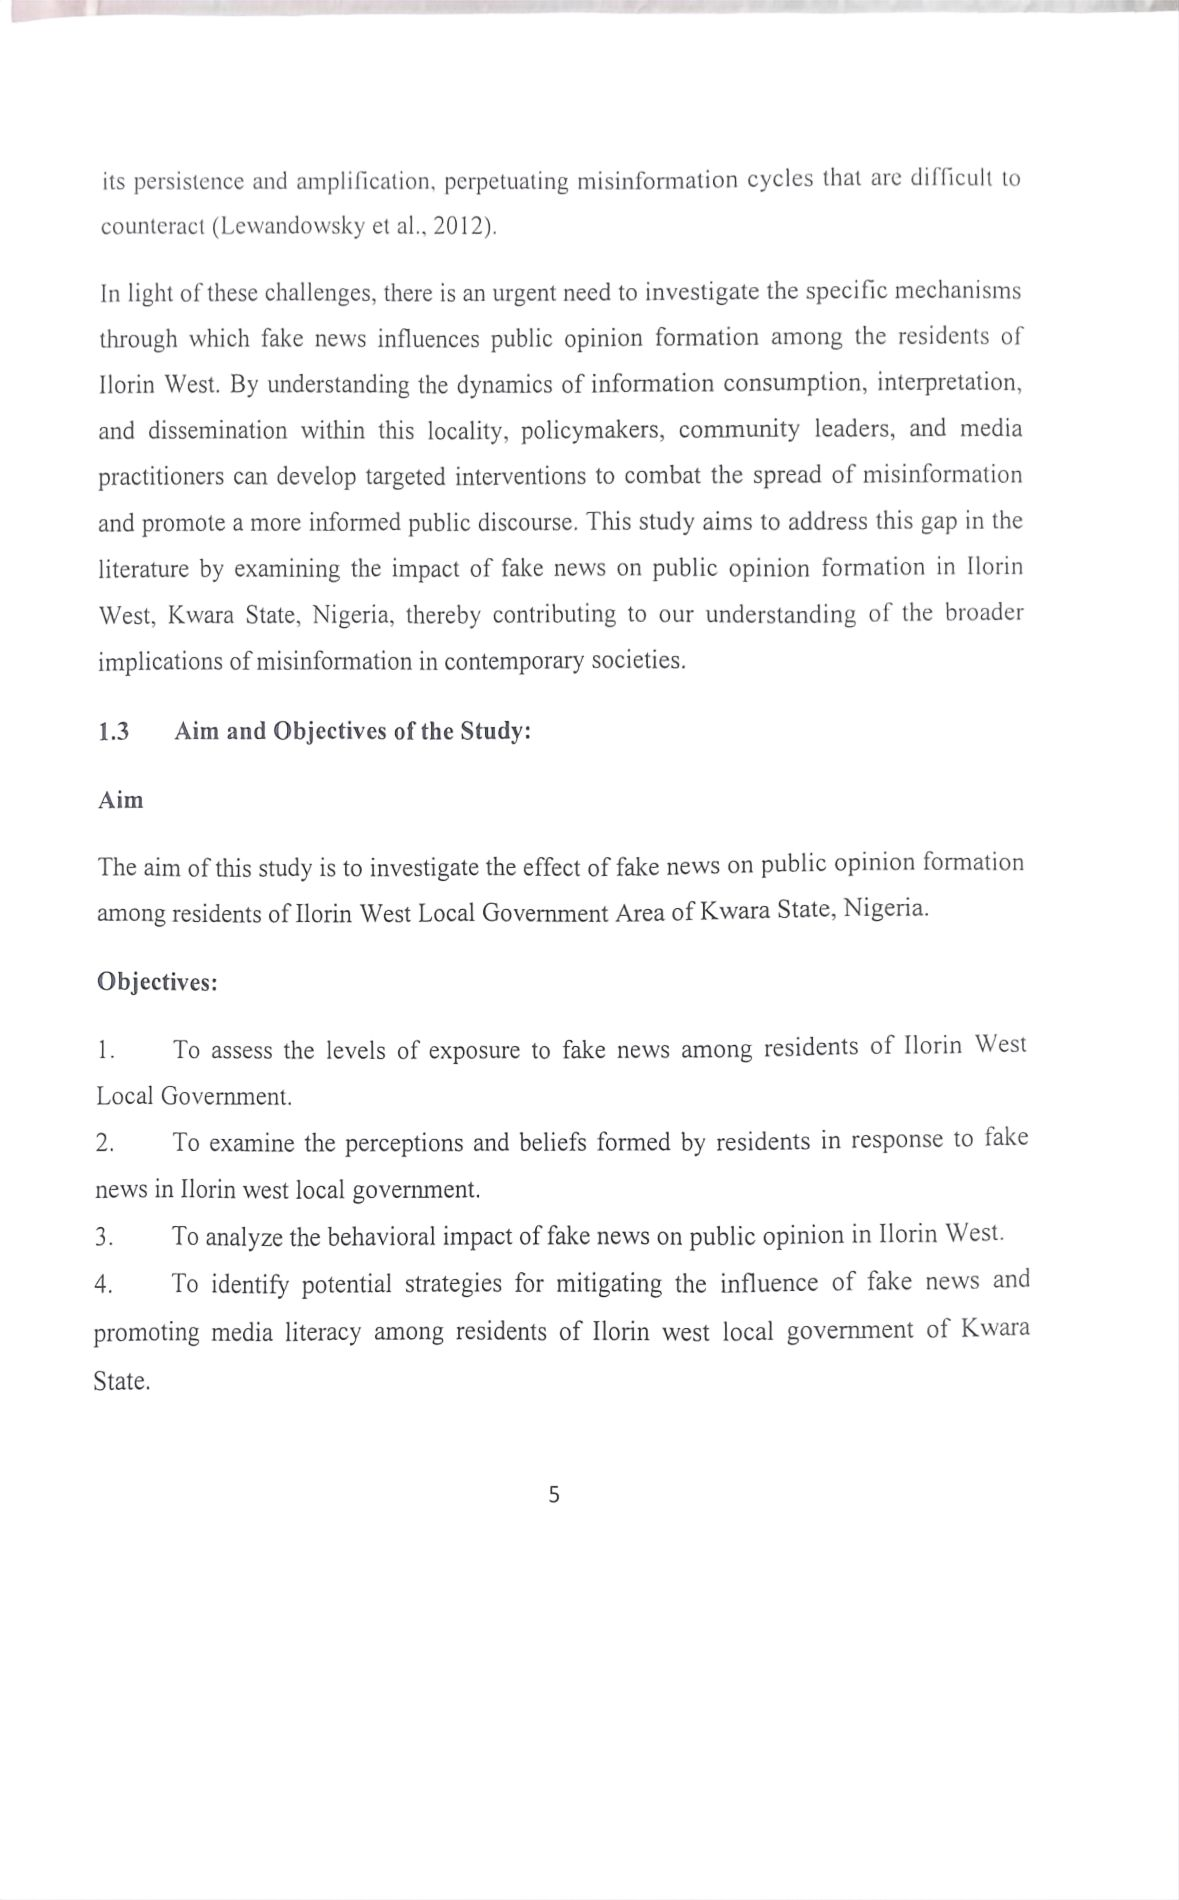 its persistence and amplification, perpetuating misinformation cycles that are difficult to
counteract (Lewandowsky et al., 2012).
In light of these challenges, there is an urgent need to investigate the specific mechanisms
through which fake news influences public opinion formation among the residents of
Ilorin West. By understanding the dynamics of information consumption, interpretation,
and dissemination within this locality, policymakers, community leaders, and media
practitioners can develop targeted interventions to combat the spread of misinformation
and promote a more informed public discourse. This study aims to address this gap in the
literature by examining the impact of fake news on public opinion formation in Ilorin
West, Kwara State, Nigeria, thereby contributing to our understanding of the broader
implications of misinformation in contemporary societies.
1.3 Aim and Objectives of the Study:
Aim
The aim of this study is to investigate the effect of fake news on public opinion formation
among residents of Ilorin West Local Government Area of Kwara State, Nigeria.
Objectives:
1. To assess the levels of exposure to fake news among residents of Ilorin West
Local Government.
2. To examine the perceptions and beliefs formed by residents in response to fake
news in Ilorin west local government.
3. To analyze the behavioral impact of fake news on public opinion in Ilorin West.
4. To identify potential strategies for mitigating the influence of fake news and
promoting media literacy among residents of Ilorin west local government of Kwara
State.
5